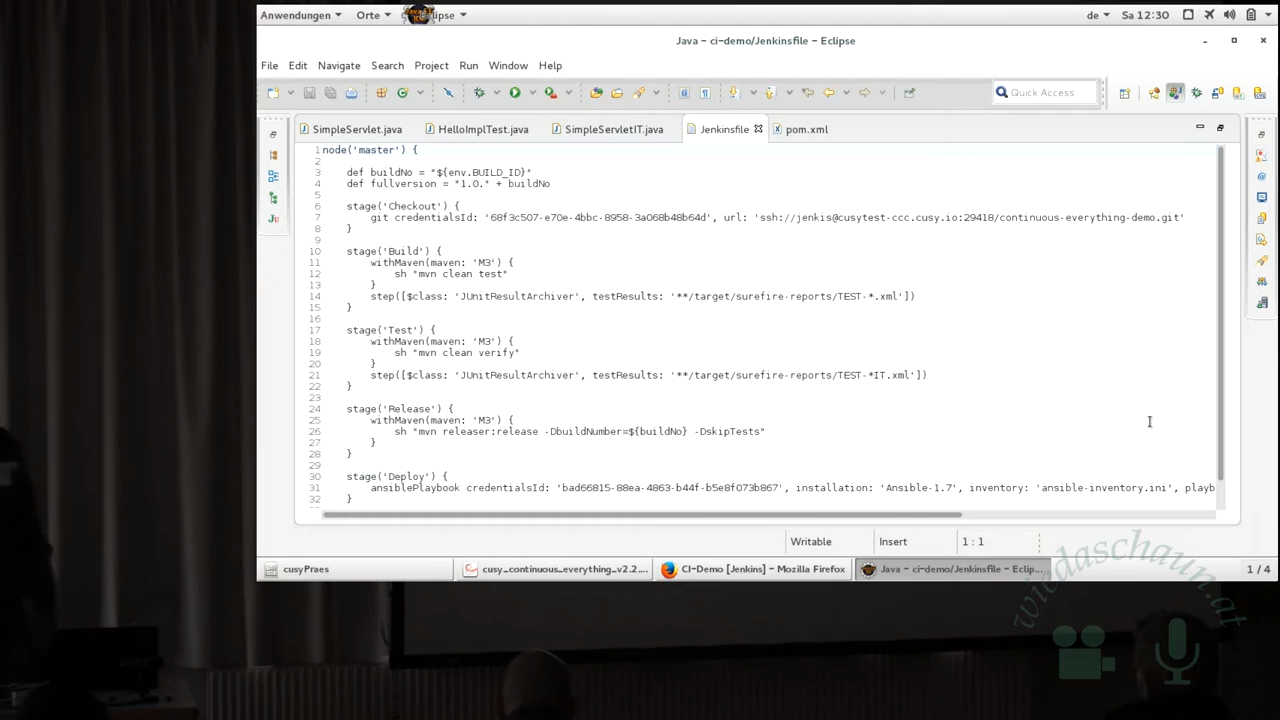 Anwendungen Orte Eclipse de Sa 12:30
Java - ci-demo/Jenkinsfile - Eclipse
File Edit Navigate Search Project Run Window Help
Quick Access
SimpleServlet.java HelloImplTest.java SimpleServletIT.java Jenkinsfile pom.xml
1 node('master') {
2
3 def buildNo = "${env.BUILD_ID}"
4 def fullversion = "1.0." + buildNo
5
6 stage('Checkout') {
7 git credentialsId: '68f3c507-e70e-4bbc-8958-3a068b48b64d', url: 'ssh://jenkis@cusytest-ccc.cusy.io:29418/continuous-everything-demo.git'
8 }
9
10 stage('Build') {
11 withMaven(maven: 'M3') {
12 sh "mvn clean test"
13 }
14 step([$class: 'JUnitResultArchiver', testResults: '**/target/surefire-reports/TEST-*.xml'])
15 }
16
17 stage('Test') {
18 withMaven(maven: 'M3') {
19 sh "mvn clean verify"
20 }
21 step([$class: 'JUnitResultArchiver', testResults: '**/target/surefire-reports/TEST-*IT.xml'])
22 }
23
24 stage('Release') {
25 withMaven(maven: 'M3') {
26 sh "mvn releaser:release -DbuildNumber=${buildNo} -DskipTests"
27 }
28 }
29
30 stage('Deploy') {
31 ansiblePlaybook credentialsId: 'bad66815-88ea-4863-b44f-b5e8f073b867', installation: 'Ansible-1.7', inventory: 'ansible-inventory.ini', playb
32 }
Writable Insert 1 : 1
cusyPraes cusy_continuous_everything_v2.2.... CI-Demo [Jenkins] - Mozilla Firefox Java - ci-demo/Jenkinsfile - Eclip... 1 / 4
wiedaschaun.at